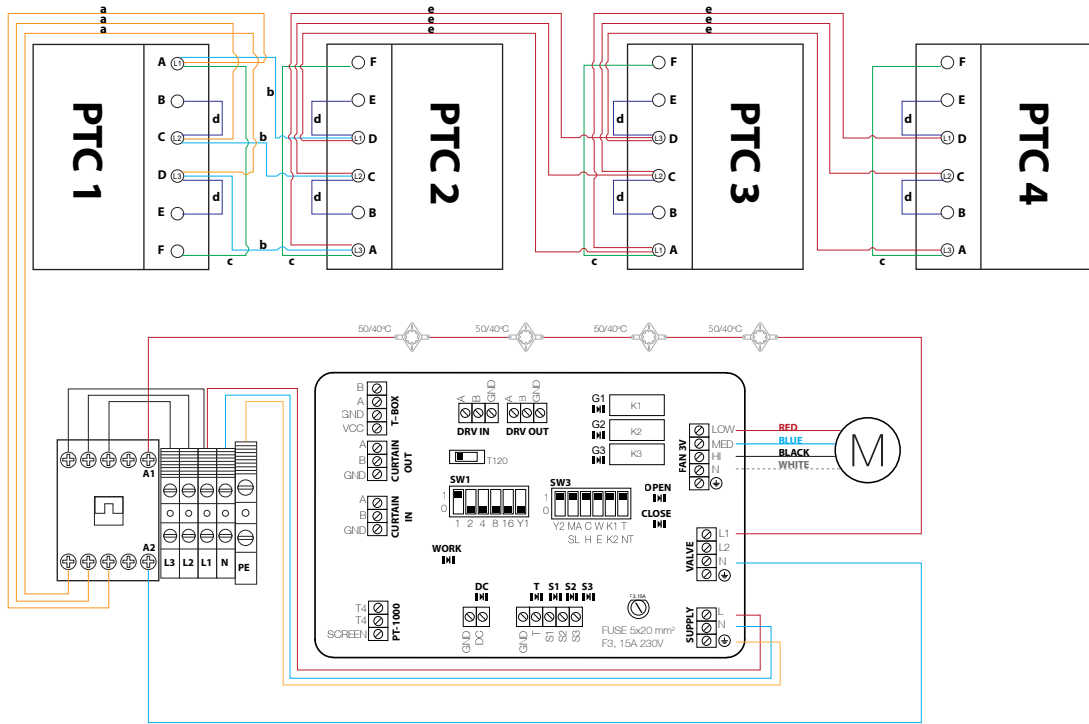 a
a
a
e
e
e
e
e
e
PTC 1
A L1
B
C L2
D L3
E
F
b
b
b
d
d
c
c
PTC 2
F
E
L1 D
L2 C
B
L3 A
d
d
PTC 3
F
E
L3 D
L2 C
B
L1 A
d
d
c
PTC 4
F
E
L1 D
L2 C
B
L3 A
d
d
c
50/40°C
50/40°C
50/40°C
50/40°C
A1
A2
L3
L2
L1
N
PE
B
A
GND
VCC
T-BOX
A
B
GND
CURTAIN
OUT
A
B
GND
CURTAIN
IN
T4
T4
SCREEN
PT-1000
A B GND
DRV IN
A B GND
DRV OUT
T120
SW1
1
0
1 2 4 8 16 Y1
SW3
1
0
Y2 MA C W K1 T
SL H E K2 NT
G1
K1
G2
K2
G3
K3
OPEN
CLOSE
WORK
DC
GND DC
T S1 S2 S3
GND T S1 S2 S3
F3,15A
FUSE 5x20 mm²
F3, 15A 230V
FAN 3V
LOW
MED
HI
N
RED
BLUE
BLACK
WHITE
M
VALVE
L1
L2
N
SUPPLY
L
N